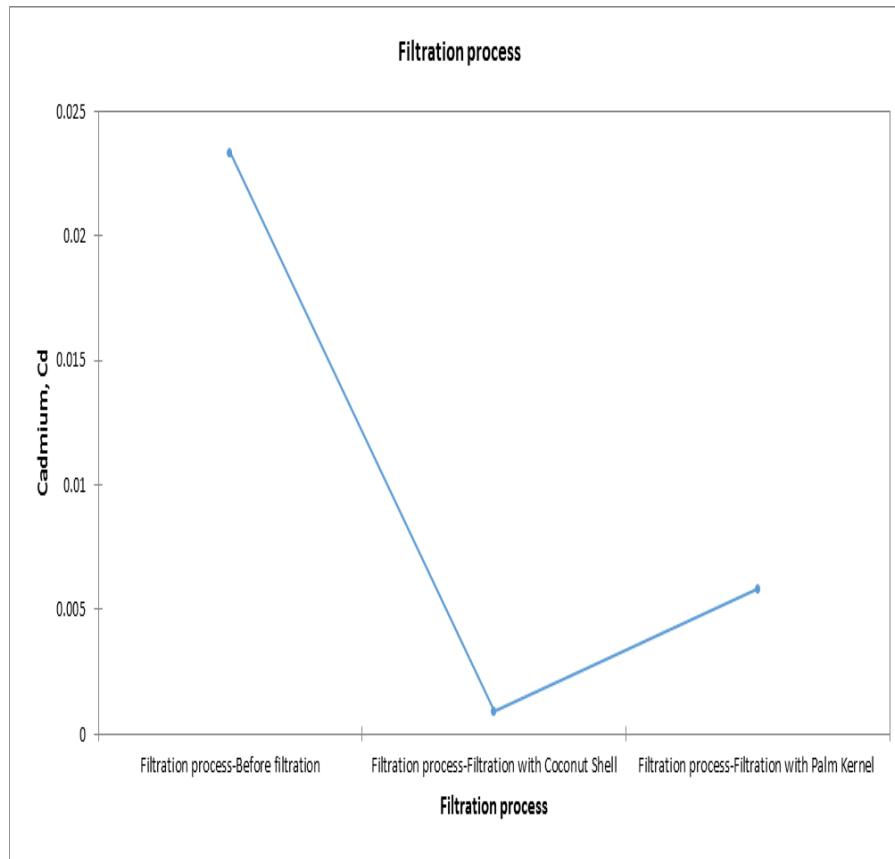 Filtration process
0.025
0.02
0.015
0.01
0.005
0
Cadmium, Cd
Filtration process-Before filtration
Filtration process-Filtration with Coconut Shell
Filtration process-Filtration with Palm Kernel
Filtration process